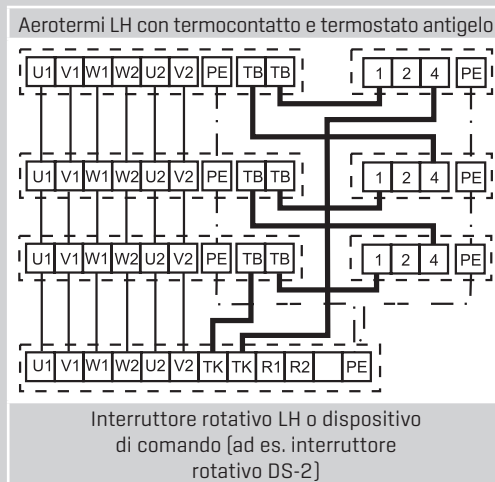 Aerotermi LH con termocontatto e termostato antigelo
U1 V1 W1 W2 U2 V2 PE TB TB 1 2 4 PE
U1 V1 W1 W2 U2 V2 PE TB TB 1 2 4 PE
U1 V1 W1 W2 U2 V2 PE TB TB 1 2 4 PE
U1 V1 W1 W2 U2 V2 TK TK R1 R2 PE
Interruttore rotativo LH o dispositivo
di comando (ad es. interruttore
rotativo DS-2)